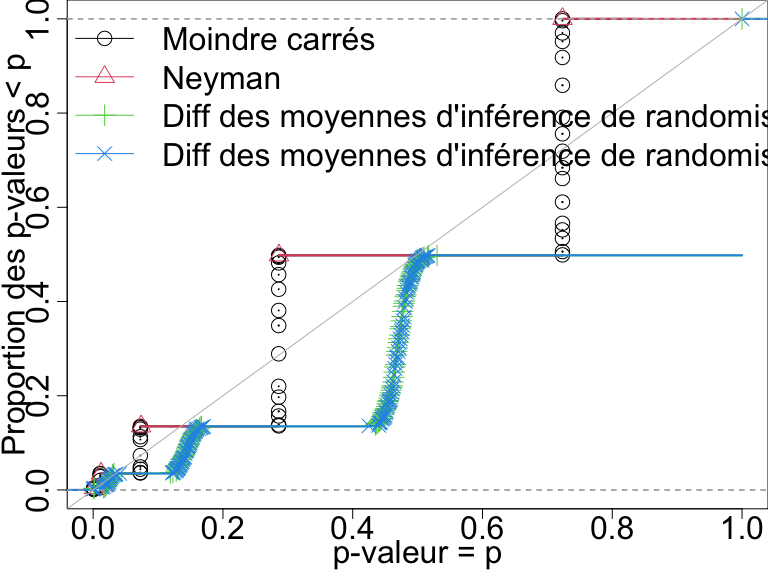 Moindre carrés
Neyman
Diff des moyennes d'inférence de randomis
Diff des moyennes d'inférence de randomis
Proportion des p-valeurs < p
0.0
0.2
0.4
0.6
0.8
1.0
0.0
0.2
0.4
0.6
0.8
1.0
p-valeur = p